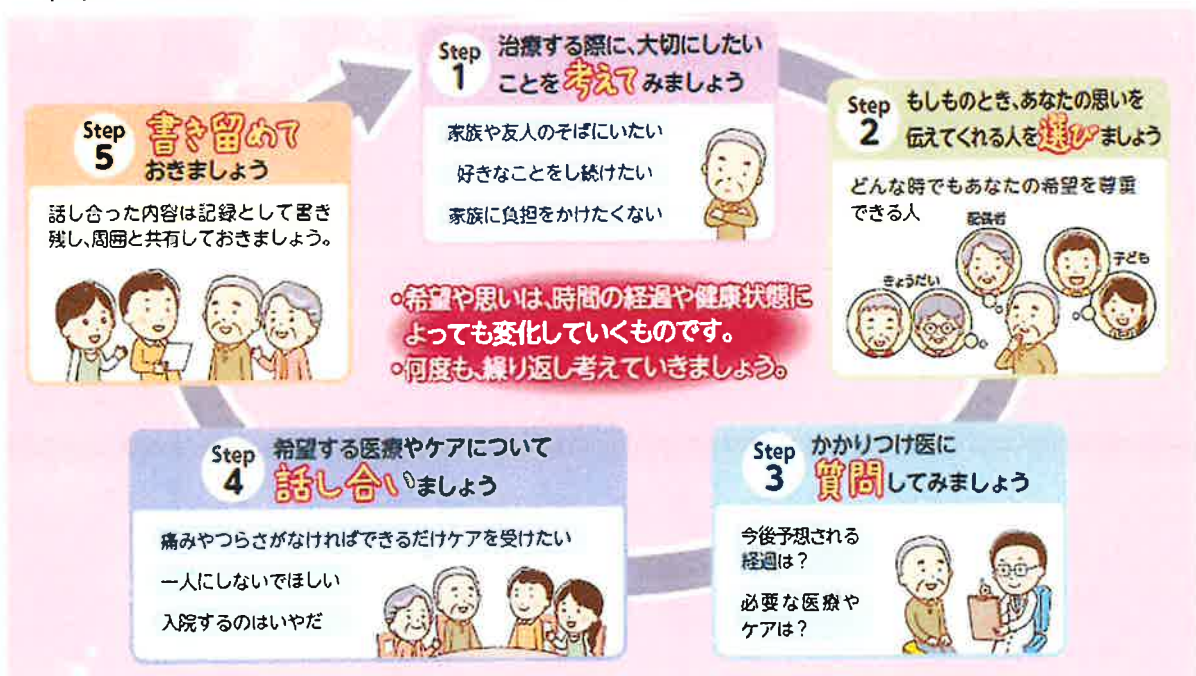 Step 1
治療する際に、大切にしたい
ことを考えてみましょう
家族や友人のそばにいたい
好きなことをし続けたい
家族に負担をかけたくない
Step 2
もしものとき、あなたの思いを
伝えてくれる人を選びましょう
どんな時でもあなたの希望を尊重
できる人
配偶者
きょうだい
子ども
Step 3
かかりつけ医に
質問してみましょう
今後予想される
経過は？
必要な医療や
ケアは？
Step 4
希望する医療やケアについて
話し合いましょう
痛みやつらさがなければできるだけケアを受けたい
一人にしないでほしい
入院するのはいやだ
Step 5
書き留めて
おきましょう
話し合った内容は記録として書き
残し、周囲と共有しておきましょう。
・希望や思いは、時間の経過や健康状態に
よっても変化していくものです。
・何度も、繰り返し考えていきましょう。